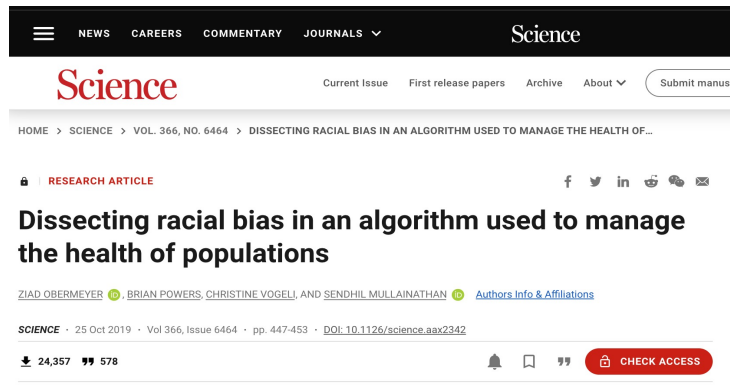 NEWS CAREERS COMMENTARY JOURNALS Science
Science Current Issue First release papers Archive About Submit manus
HOME > SCIENCE > VOL. 366, NO. 6464 > DISSECTING RACIAL BIAS IN AN ALGORITHM USED TO MANAGE THE HEALTH OF...
RESEARCH ARTICLE
Dissecting racial bias in an algorithm used to manage
the health of populations
ZIAD OBERMEYER iD, BRIAN POWERS, CHRISTINE VOGELI, AND SENDHIL MULLAINATHAN iD Authors Info & Affiliations
SCIENCE · 25 Oct 2019 · Vol 366, Issue 6464 · pp. 447-453 · DOI: 10.1126/science.aax2342
24,357 578 CHECK ACCESS